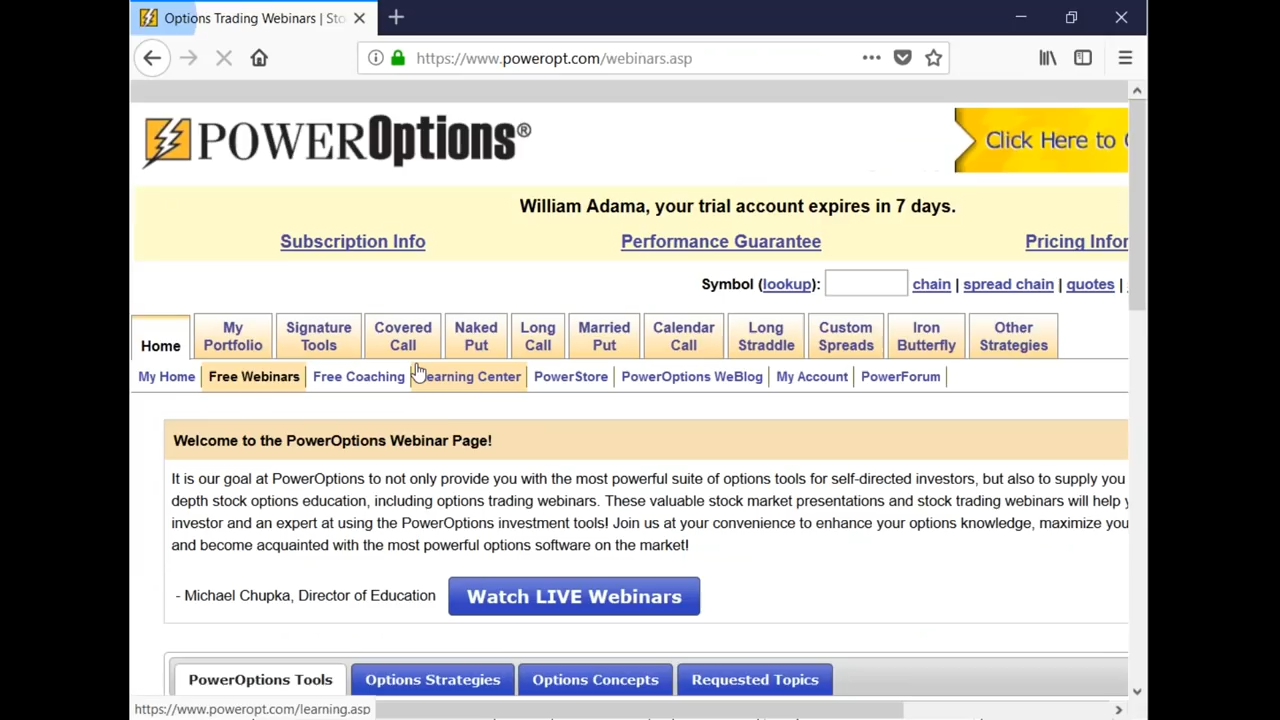 Options Trading Webinars | Sto
https://www.poweropt.com/webinars.asp
POWEROptions®
Click Here to
William Adama, your trial account expires in 7 days.
Subscription Info Performance Guarantee Pricing Infor
Symbol (lookup): chain | spread chain | quotes |
Home My Portfolio Signature Tools Covered Call Naked Put Long Call Married Put Calendar Call Long Straddle Custom Spreads Iron Butterfly Other Strategies
My Home Free Webinars Free Coaching Learning Center PowerStore PowerOptions WeBlog My Account PowerForum
Welcome to the PowerOptions Webinar Page!
It is our goal at PowerOptions to not only provide you with the most powerful suite of options tools for self-directed investors, but also to supply you
depth stock options education, including options trading webinars. These valuable stock market presentations and stock trading webinars will help y
investor and an expert at using the PowerOptions investment tools! Join us at your convenience to enhance your options knowledge, maximize you
and become acquainted with the most powerful options software on the market!
- Michael Chupka, Director of Education Watch LIVE Webinars
PowerOptions Tools Options Strategies Options Concepts Requested Topics
https://www.poweropt.com/learning.asp